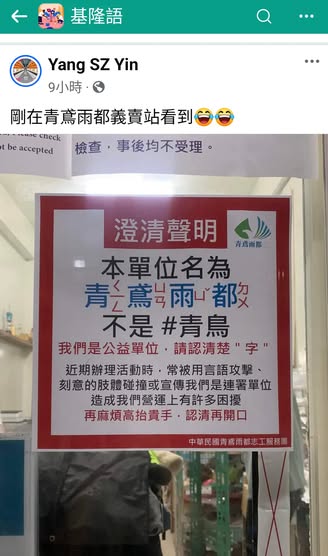 基隆語
Yang SZ Yin
9小時
剛在青鳶雨都義賣站看到😂😂
Please check
ot be accepted
檢查，事後均不受理。
澄清聲明
青鳶雨都
本單位名為
青ㄑㄧㄥ鳶ㄩㄢ雨ㄩˇ都ㄉㄨ
不是 #青鳥
我們是公益單位，請認清楚＂字＂
近期辦理活動時，常被用言語攻擊、
刻意的肢體碰撞或宣傳我們是連署單位
造成我們營運上有許多困擾
再麻煩高抬貴手，認清再開口
中華民國青鳶雨都志工服務團